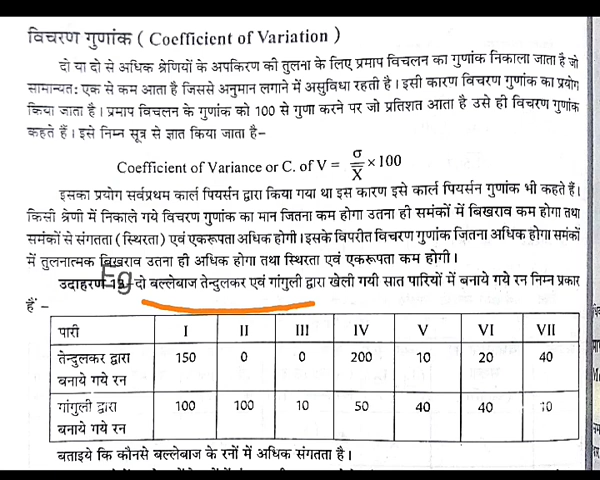 विचरण गुणांक ( Coefficient of Variation )
दो या दो से अधिक श्रेणियों के अपकिरण की तुलना के लिए प्रमाप विचलन का गुणांक निकाला जाता है जो
सामान्यत: एक से कम आता है जिससे अनुमान लगाने में असुविधा रहती है । इसी कारण विचरण गुणांक का प्रयोग
किया जाता है । प्रमाप विचलन के गुणांक को 100 से गुणा करने पर जो प्रतिशत आता है उसे ही विचरण गुणांक
कहते हैं । इसे निम्न सूत्र से ज्ञात किया जाता है–
Coefficient of Variance or C. of V = σ/X̄ × 100
इसका प्रयोग सर्वप्रथम कार्ल पियर्सन द्वारा किया गया था इस कारण इसे कार्ल पियर्सन गुणांक भी कहते हैं ।
किसी श्रेणी में निकाले गये विचरण गुणांक का मान जितना कम होगा उतना ही समंकों में बिखराव कम होगा तथा
समंकों से संगतता ( स्थिरता ) एवं एकरूपता अधिक होगी । इसके विपरीत विचरण गुणांक जितना अधिक होगा समंकों
में तुलनात्मक बिखराव उतना ही अधिक होगा तथा स्थिरता एवं एकरूपता कम होगी ।
Eg
उदाहरण दो बल्लेबाज तेन्दुलकर एवं गांगुली द्वारा खेली गयी सात पारियों में बनाये गये रन निम्न प्रकार
हैं –
पारी I II III IV V VI VII
तेन्दुलकर द्वारा 150 0 0 200 10 20 40
बनाये गये रन
गांगुली द्वारा 100 100 10 50 40 40 10
बनाये गये रन
बताइये कि कौनसे बल्लेबाज के रनों में अधिक संगतता है ।